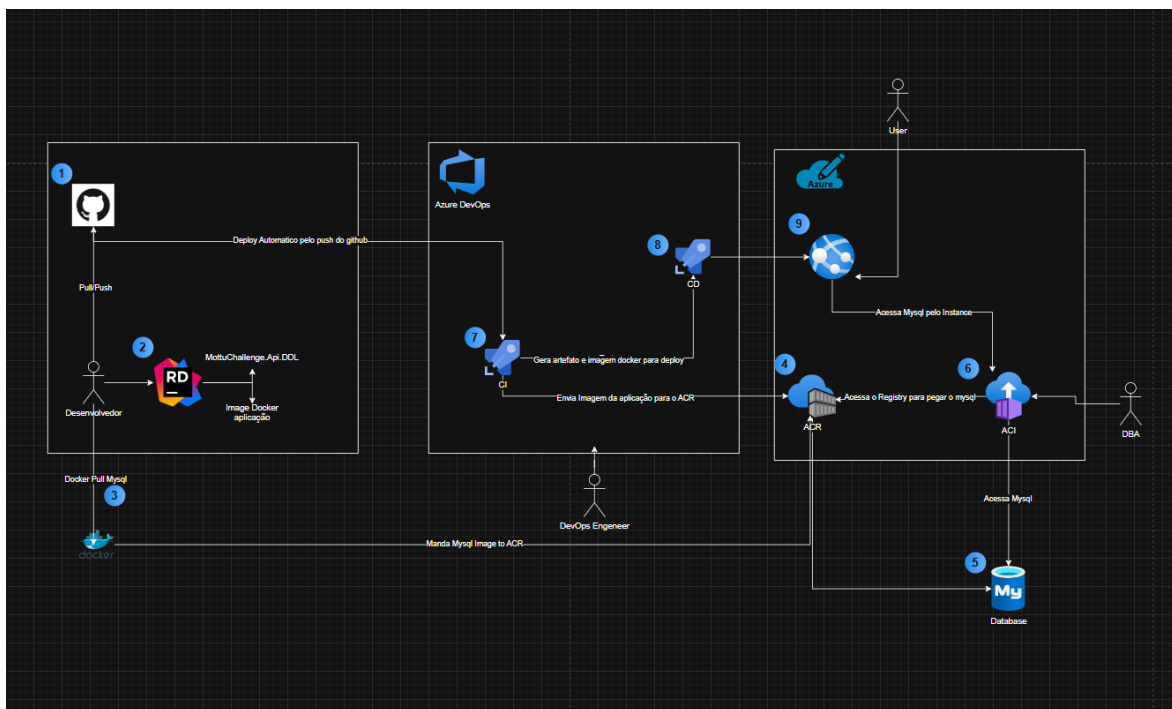 User
1
Azure
Azure DevOps
9
8
Deploy Automatico pelo push do github
CD
Pull/Push
Acessa Mysql pelo Instance
7
2
MottuChallenge.Api.DDL
Gera artefato e imagem docker para deploy
4
6
RD
CI
Desenvolvedor
Image Docker
aplicação
Envia Imagem da aplicação para o ACR
Acessa o Registry para pegar o mysql
ACR
ACI
DBA
Docker Pull Mysql
3
Acessa Mysql
DevOps Engeneer
docker
Manda Mysql Image to ACR
5
My
Database